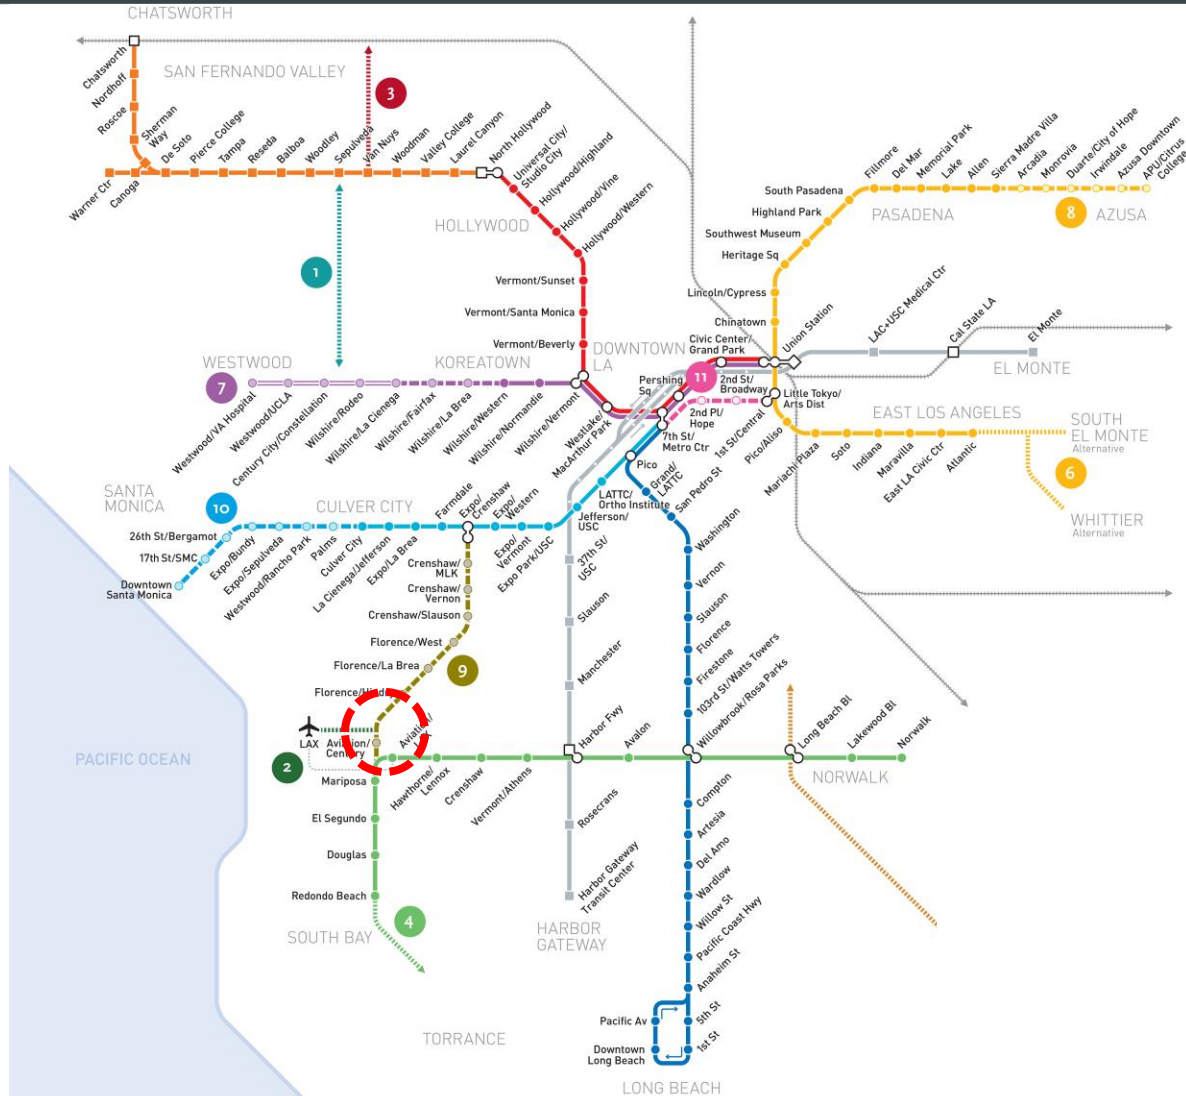 CHATSWORTH
Chatsworth
Nordhoff
Roscoe
Sherman
Way
SAN FERNANDO VALLEY
3
Warner Ctr
Canoga
De Soto
Pierce College
Tampa
Reseda
Balboa
Woodley
Sepulveda
Van Nuys
Woodman
Valley College
Laurel Canyon
North Hollywood
Universal City/
Studio City
Hollywood/Highland
Hollywood/Vine
Hollywood/Western
HOLLYWOOD
1
Vermont/Sunset
Vermont/Santa Monica
Vermont/Beverly
Fillmore
Del Mar
Memorial Park
Lake
Allen
Sierra Madre Villa
Arcadia
Monrovia
Duarte/City of Hope
Irwindale
Azusa Downtown
APU/Citrus
College
South Pasadena
Highland Park
Southwest Museum
Heritage Sq
Lincoln/Cypress
Chinatown
PASADENA
8
AZUSA
Union Station
LAC+USC Medical Ctr
Cal State LA
El Monte
EL MONTE
WESTWOOD
7
KOREATOWN
DOWNTOWN
LA
Civic Center/
Grand Park
Pershing
Sq
11
2nd St/
Broadway
2nd Pl/
Hope
7th St/
Metro Ctr
1st St/Central
Little Tokyo/
Arts Dist
Westwood/VA Hospital
Westwood/UCLA
Century City/Constellation
Wilshire/Rodeo
Wilshire/La Cienega
Wilshire/Fairfax
Wilshire/La Brea
Wilshire/Western
Wilshire/Normandie
Wilshire/Vermont
Westlake/
MacArthur Park
Pico/Aliso
Mariachi Plaza
Soto
Indiana
Maravilla
East LA Civic Ctr
Atlantic
EAST LOS ANGELES
SOUTH
EL MONTE
Alternative
6
WHITTIER
Alternative
SANTA
MONICA
10
CULVER CITY
26th St/Bergamot
17th St/SMC
Downtown
Santa Monica
Expo/Bundy
Expo/Sepulveda
Westwood/Rancho Park
Palms
Culver City
La Cienega/Jefferson
Expo/La Brea
Farmdale
Expo/
Crenshaw
Expo/
Western
Expo/
Vermont
Expo Park/USC
Jefferson/
USC
LATTC/
Ortho Institute
Pico
Grand/
LATTC
San Pedro St
Washington
Vernon
Slauson
Florence
Firestone
103rd St/Watts Towers
Willowbrook/Rosa Parks
Crenshaw/
MLK
Crenshaw/
Vernon
Crenshaw/Slauson
Florence/West
Florence/La Brea
9
37th St/
USC
Slauson
Manchester
Harbor Fwy
LAX
Aviation/
Century
Aviation/
LAX
2
Mariposa
El Segundo
Douglas
Redondo Beach
4
SOUTH BAY
Hawthorne/
Lennox
Crenshaw
Vermont/Athens
Avalon
Long Beach Bl
Lakewood Bl
Norwalk
NORWALK
Rosecrans
Harbor Gateway
Transit Center
HARBOR
GATEWAY
Compton
Artesia
Del Amo
Wardlow
Willow St
Pacific Coast Hwy
Anaheim St
5th St
1st St
Pacific Av
Downtown
Long Beach
PACIFIC OCEAN
TORRANCE
LONG BEACH